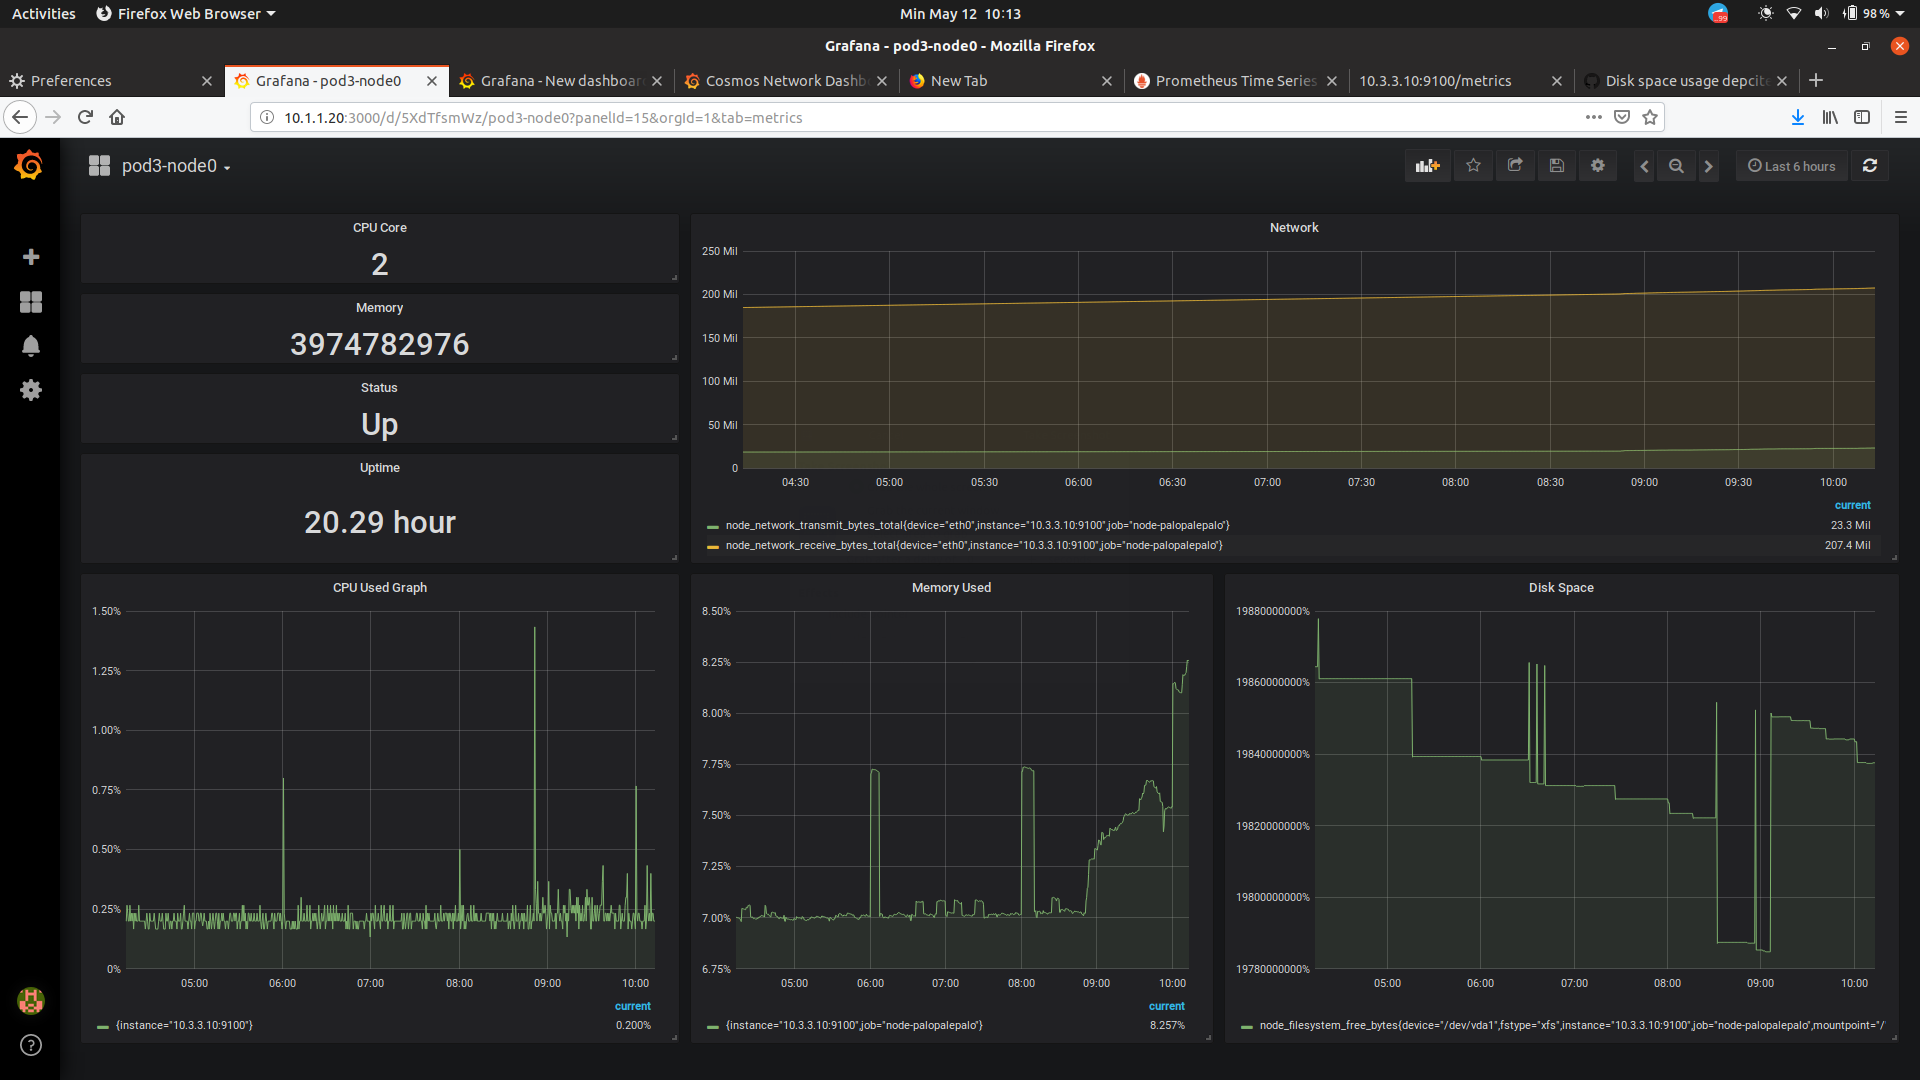 Activities Firefox Web Browser Min May 12 10:13 98 %
Grafana - pod3-node0 - Mozilla Firefox
Preferences Grafana - pod3-node0 Grafana - New dashboar Cosmos Network Dashb New Tab Prometheus Time Series 10.3.3.10:9100/metrics Disk space usage depcite
10.1.1.20:3000/d/5XdTfsmWz/pod3-node0?panelId=15&orgId=1&tab=metrics
pod3-node0 Last 6 hours
CPU Core
2
Memory
3974782976
Status
Up
Uptime
20.29 hour
Network
250 Mil
200 Mil
150 Mil
100 Mil
50 Mil
0
04:30 05:00 05:30 06:00 06:30 07:00 07:30 08:00 08:30 09:00 09:30 10:00
current
node_network_transmit_bytes_total{device="eth0",instance="10.3.3.10:9100",job="node-palopalepalo"} 23.3 Mil
node_network_receive_bytes_total{device="eth0",instance="10.3.3.10:9100",job="node-palopalepalo"} 207.4 Mil
CPU Used Graph
1.50%
1.25%
1.00%
0.75%
0.50%
0.25%
0%
05:00 06:00 07:00 08:00 09:00 10:00
current
{instance="10.3.3.10:9100"} 0.200%
Memory Used
8.50%
8.25%
8.00%
7.75%
7.50%
7.25%
7.00%
6.75%
05:00 06:00 07:00 08:00 09:00 10:00
current
{instance="10.3.3.10:9100",job="node-palopalepalo"} 8.257%
Disk Space
19880000000%
19860000000%
19840000000%
19820000000%
19800000000%
19780000000%
05:00 06:00 07:00 08:00 09:00 10:00
node_filesystem_free_bytes{device="/dev/vda1",fstype="xfs",instance="10.3.3.10:9100",job="node-palopalepalo",mountpoint="/